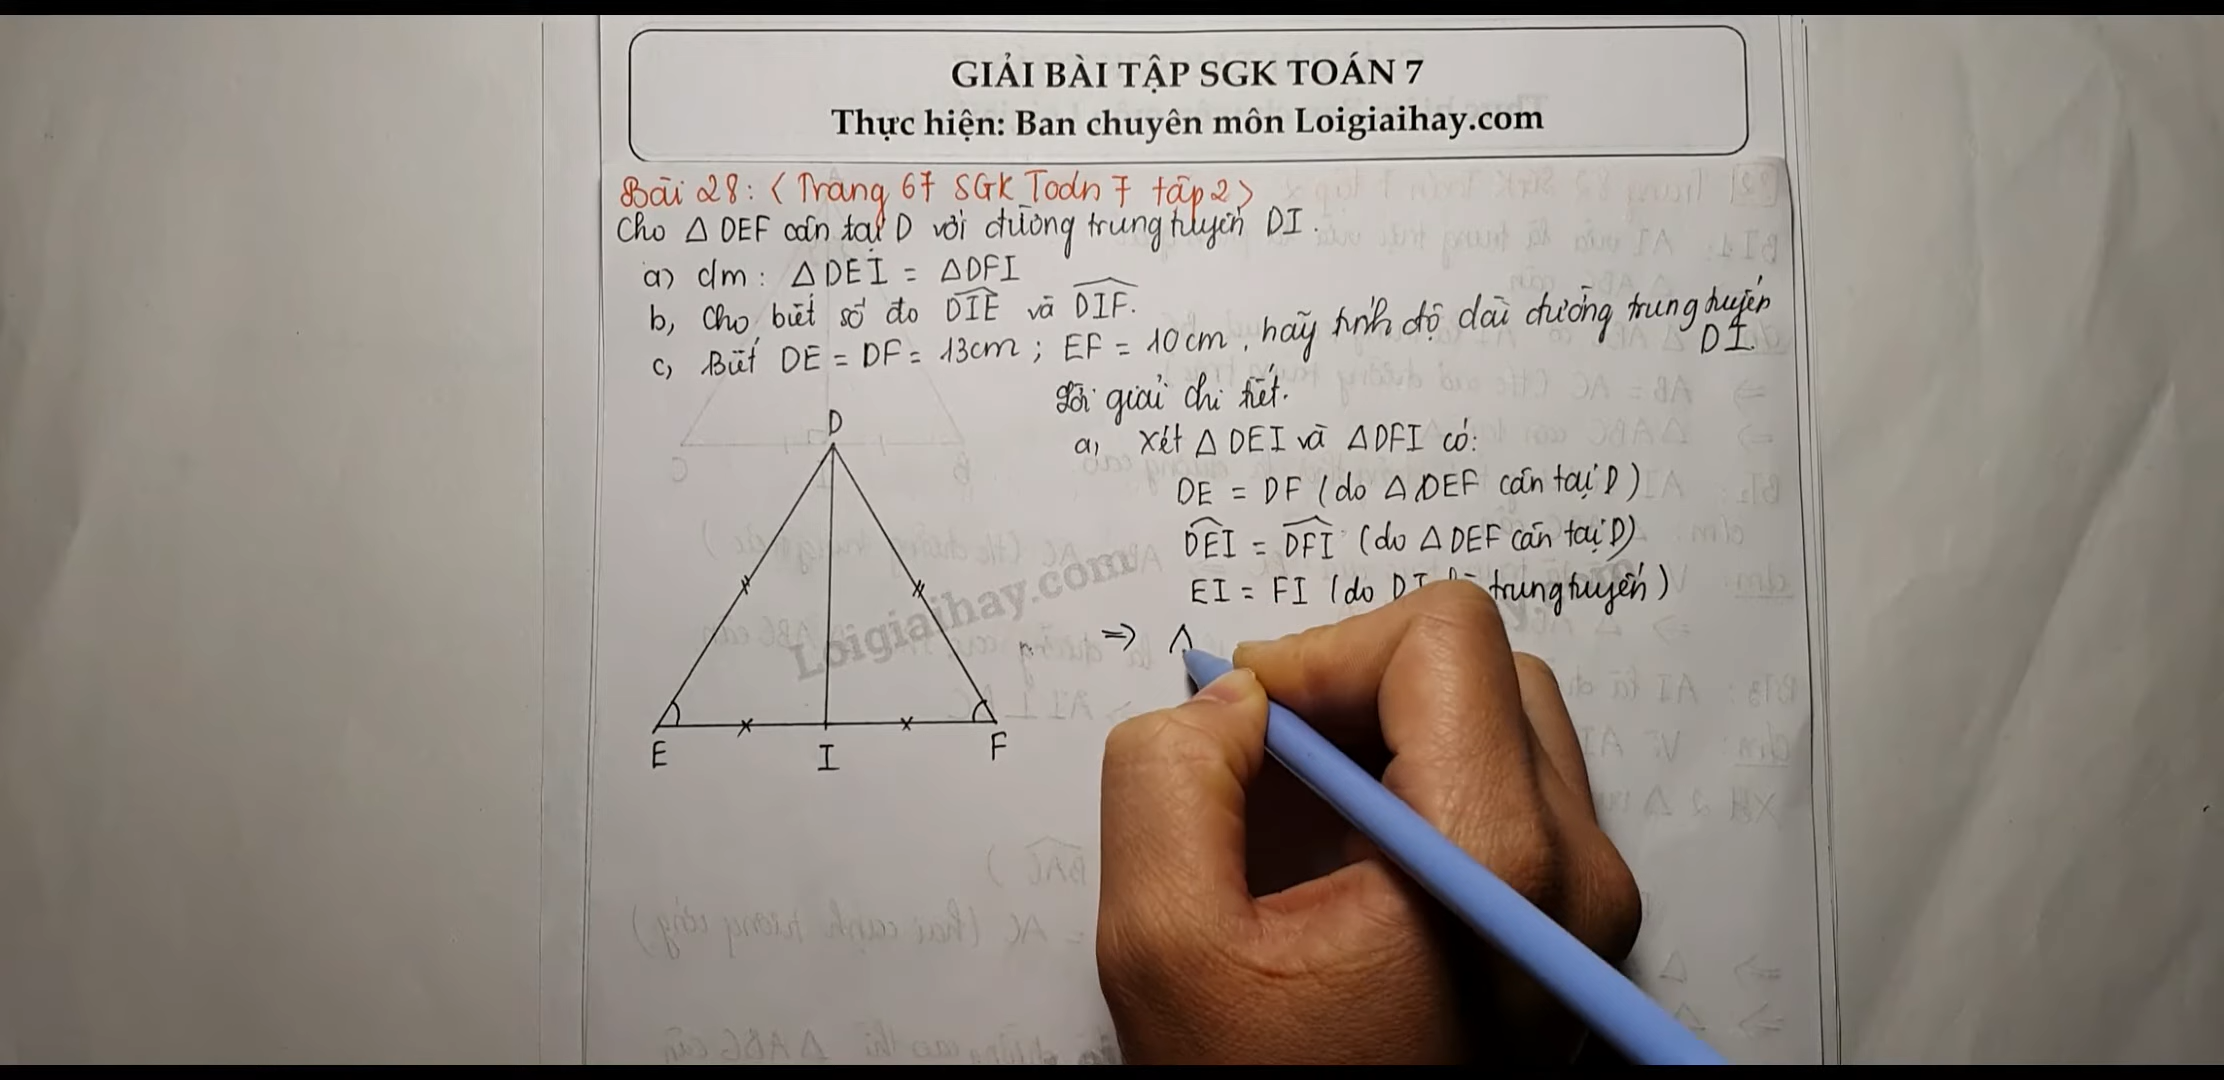 GIẢI BÀI TẬP SGK TOÁN 7
Thực hiện: Ban chuyên môn Loigiaihay.com
Bài 28: (Trang 67 SGK Toán 7 tập 2)
Cho △ DEF cân tại D với đường trung tuyến DI.
a) c/m: △DEI = △DFI
b, Cho biết số đo DIE và DIF.
c, Biết DE = DF = 13cm; EF = 10cm, hãy tính độ dài đường trung tuyến
DI.
Lời giải chi tiết.
a, Xét △ DEI và △DFI có:
DE = DF (do △DEF cân tại D)
DEI = DFI (do △DEF cân tại D)
EI = FI (do DI trung tuyến)
=> △
D
E
I
F
Loigiaihay.com